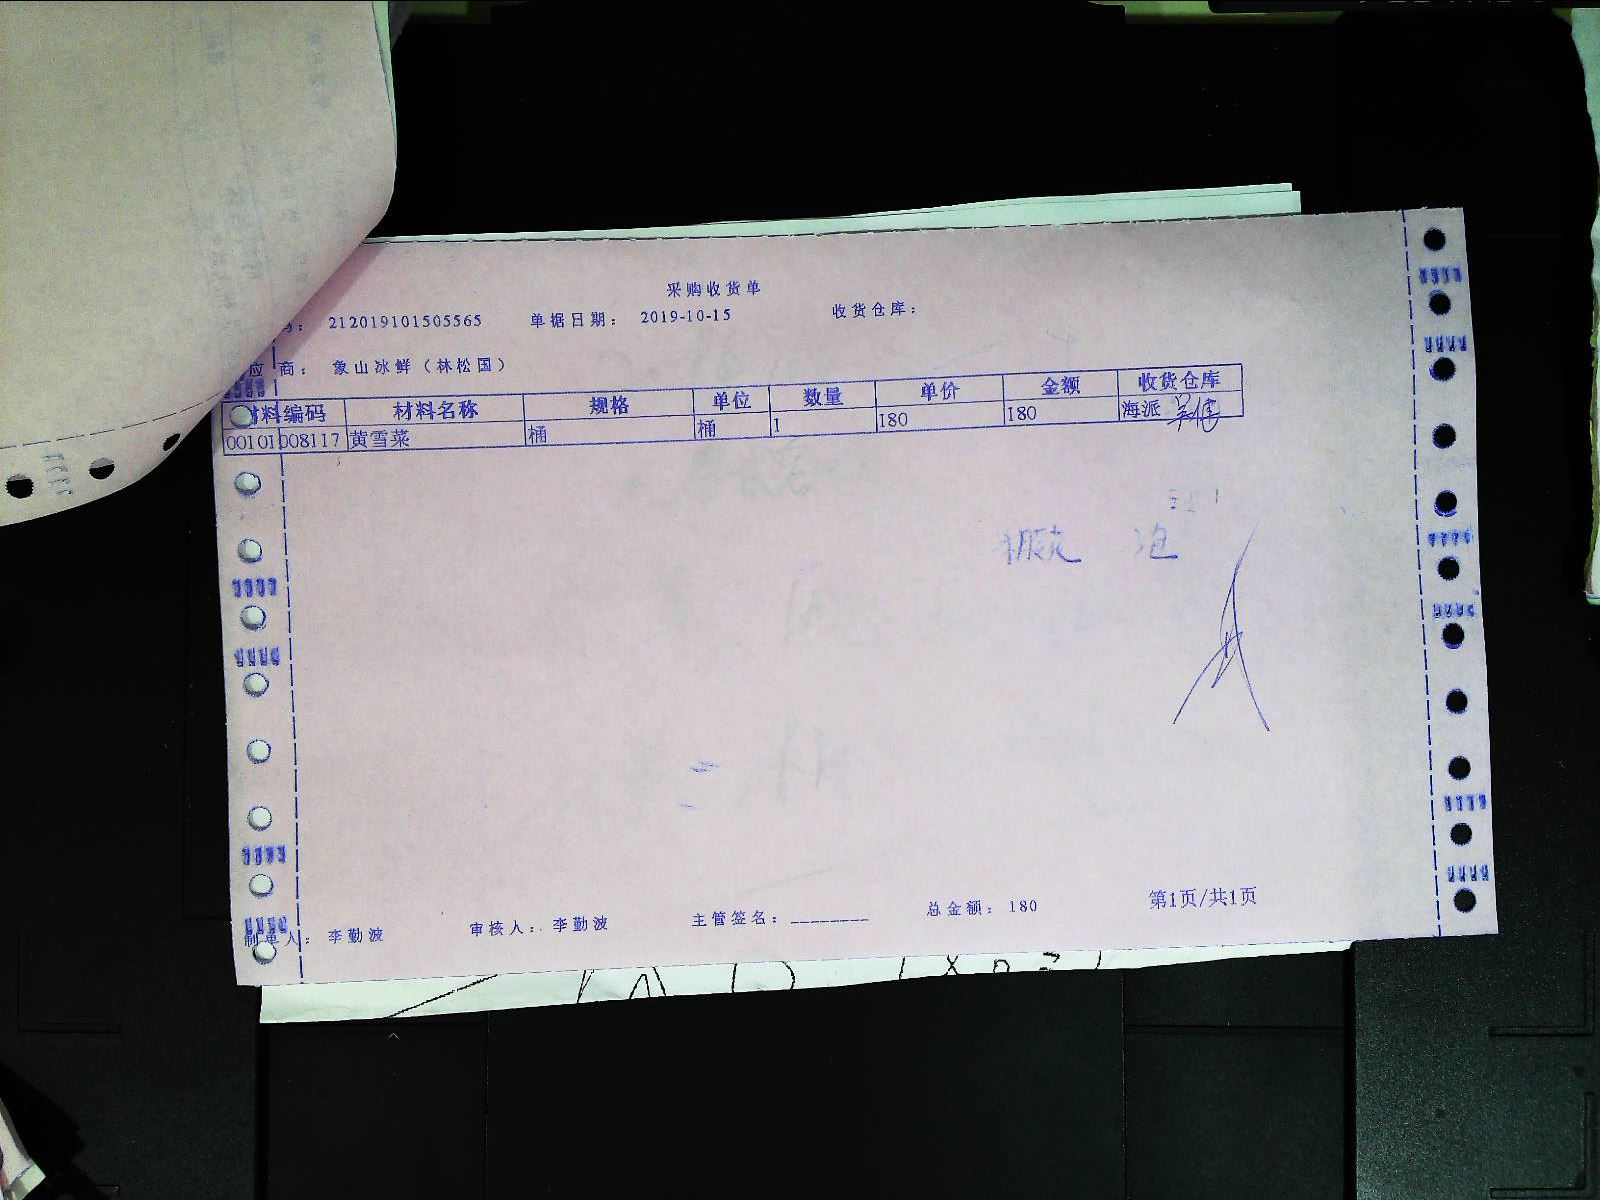 采购收货单
码： 212019101505565 单据日期： 2019-10-15 收货仓库：
应商： 象山冰鲜（林松国）
材料编码 材料名称 规格 单位 数量 单价 金额 收货仓库
00101008117 黄雪菜 桶 桶 1 180 180 海派
制单人： 李勤波 审核人： 李勤波 主管签名：________ 总金额： 180 第1页/共1页